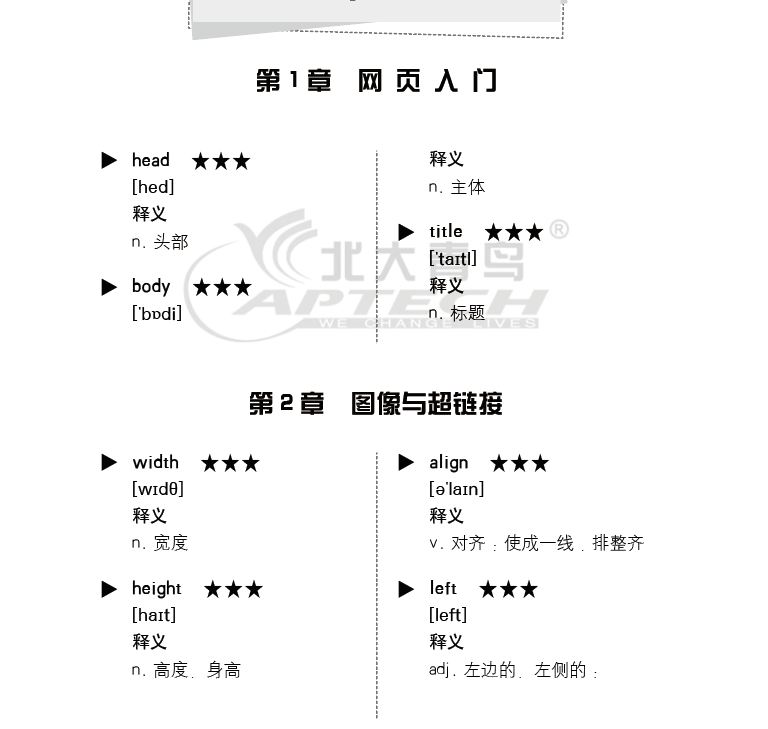 第1章 网页入门
head ★★★
[hed]
释义
n. 头部
body ★★★
['bɒdi]
释义
n. 主体
title ★★★
['taɪtl]
释义
n. 标题
北大青鸟®
APTECH
WE CHANGE LIVES
第2章 图像与超链接
width ★★★
[wɪdθ]
释义
n. 宽度
height ★★★
[haɪt]
释义
n. 高度．身高
align ★★★
[ə'laɪn]
释义
v. 对齐；使成一线．排整齐
left ★★★
[left]
释义
adj. 左边的．左侧的；